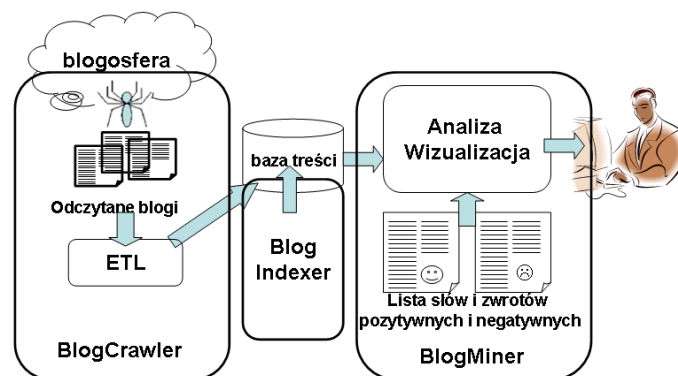 blogosfera
Odczytane blogi
ETL
BlogCrawler
baza treści
Blog
Indexer
Analiza
Wizualizacja
Lista słów i zwrotów
pozytywnych i negatywnych
BlogMiner